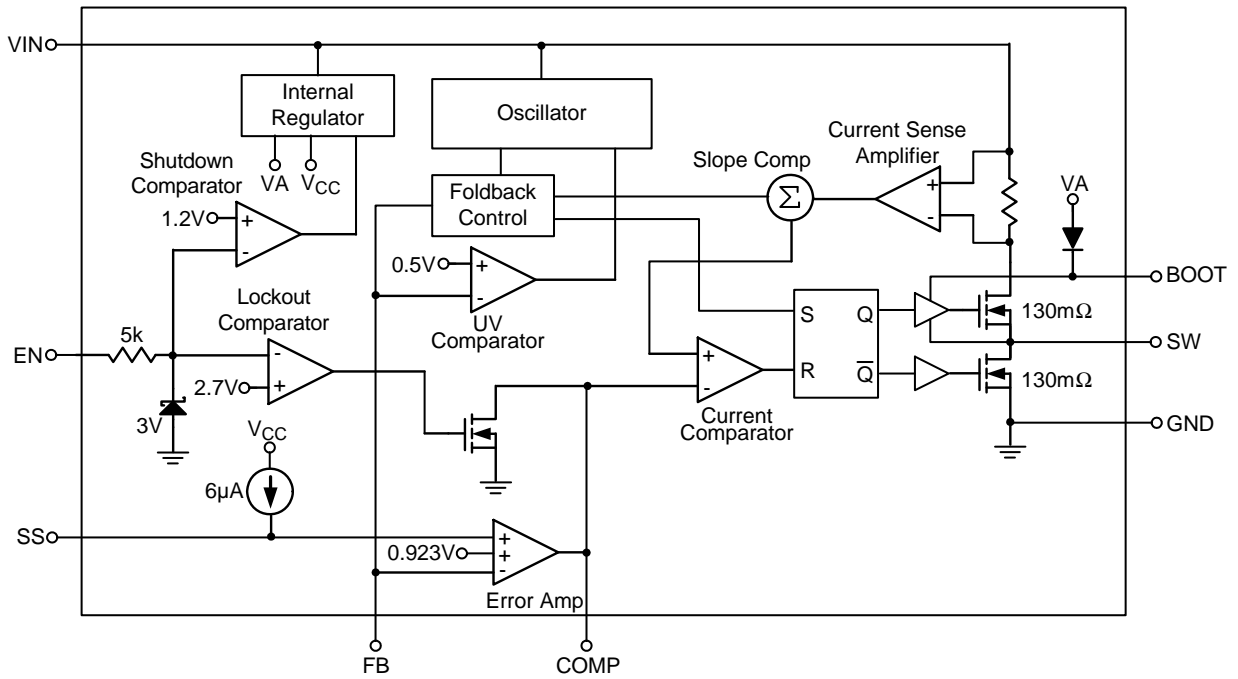 VIN
Internal
Regulator
Oscillator
Current Sense
Amplifier
Slope Comp
Shutdown
Comparator
VA
VCC
Foldback
Control
Σ
+
-
VA
1.2V
+
-
0.5V
+
-
BOOT
Lockout
Comparator
UV
Comparator
S
Q
130mΩ
5k
EN
-
+
2.7V
+
-
R
Q̅
SW
130mΩ
3V
Current
Comparator
GND
VCC
6µA
SS
+
0.923V
+
-
Error Amp
FB
COMP